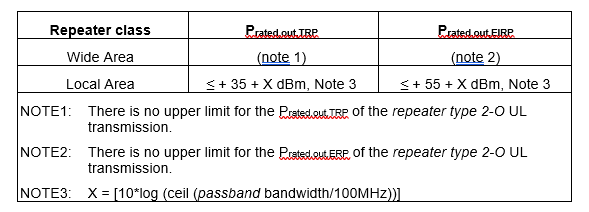 Repeater class Prated,out,TRP Prated,out,EIRP
Wide Area (note 1) (note 2)
Local Area ≤ + 35 + X dBm, Note 3 ≤ + 55 + X dBm, Note 3
NOTE1: There is no upper limit for the Prated,out,TRP of the repeater type 2-O UL
transmission.
NOTE2: There is no upper limit for the Prated,out,ERP of the repeater type 2-O UL
transmission.
NOTE3: X = [10*log (ceil (passband bandwidth/100MHz))]